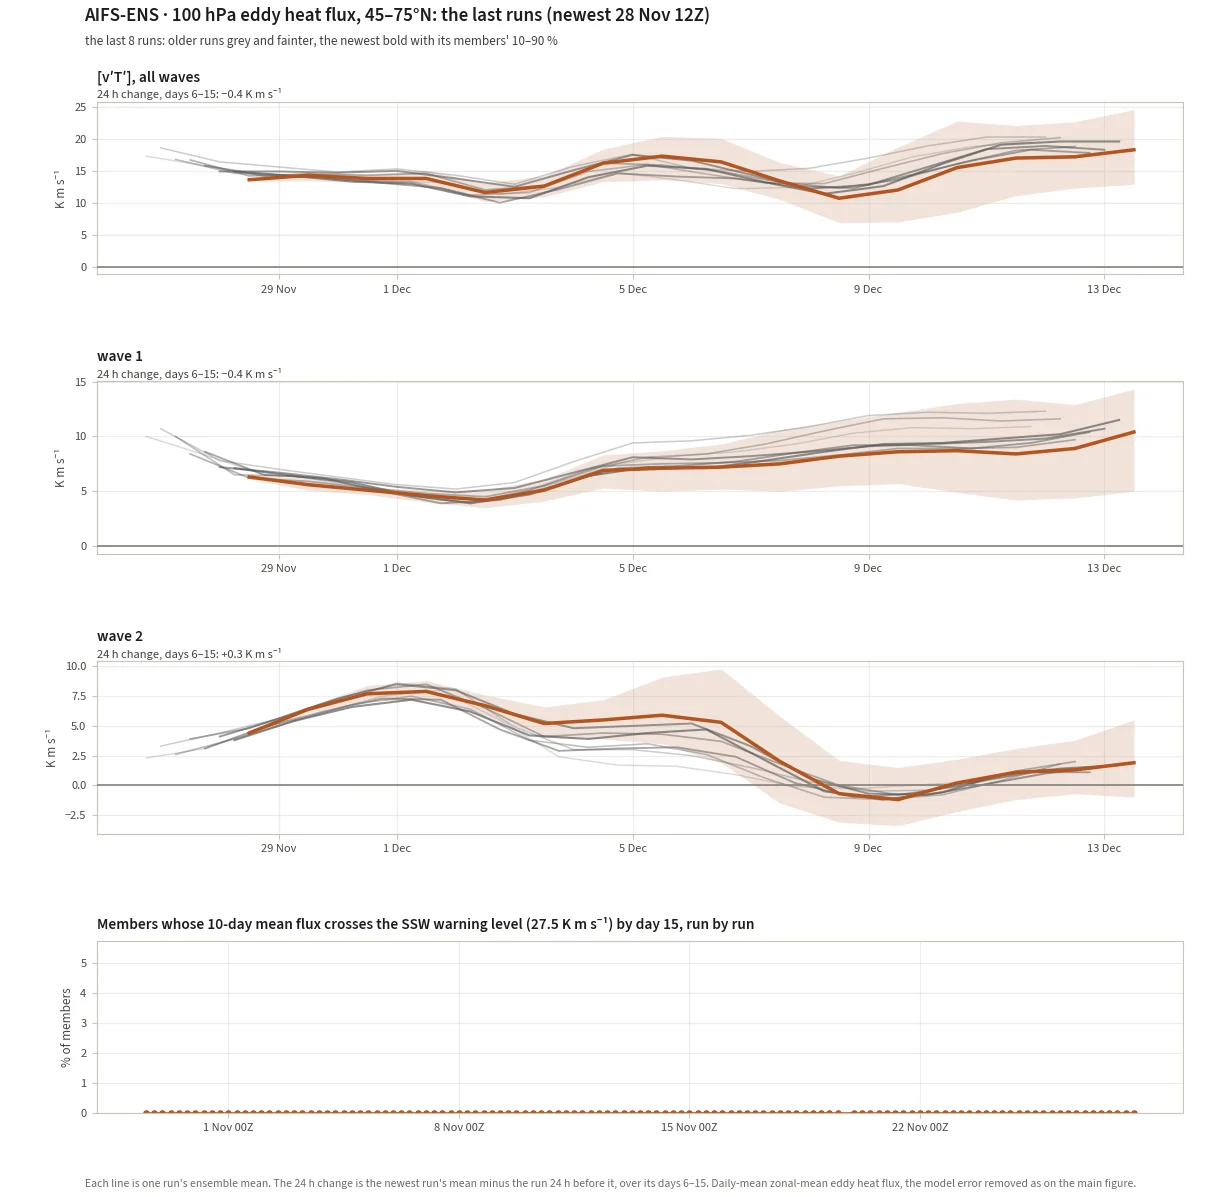 AIFS-ENS · 100 hPa eddy heat flux, 45–75°N: the last runs (newest 28 Nov 12Z)
the last 8 runs: older runs grey and fainter, the newest bold with its members' 10–90 %
[v′T′], all waves
24 h change, days 6–15: −0.4 K m s⁻¹
25
20
15
10
5
0
K m s⁻¹
29 Nov
1 Dec
5 Dec
9 Dec
13 Dec
wave 1
24 h change, days 6–15: −0.4 K m s⁻¹
15
10
5
0
K m s⁻¹
29 Nov
1 Dec
5 Dec
9 Dec
13 Dec
wave 2
24 h change, days 6–15: +0.3 K m s⁻¹
10.0
7.5
5.0
2.5
0.0
−2.5
K m s⁻¹
29 Nov
1 Dec
5 Dec
9 Dec
13 Dec
Members whose 10-day mean flux crosses the SSW warning level (27.5 K m s⁻¹) by day 15, run by run
5
4
3
2
1
0
% of members
1 Nov 00Z
8 Nov 00Z
15 Nov 00Z
22 Nov 00Z
Each line is one run's ensemble mean. The 24 h change is the newest run's mean minus the run 24 h before it, over its days 6–15. Daily-mean zonal-mean eddy heat flux, the model error removed as on the main figure.